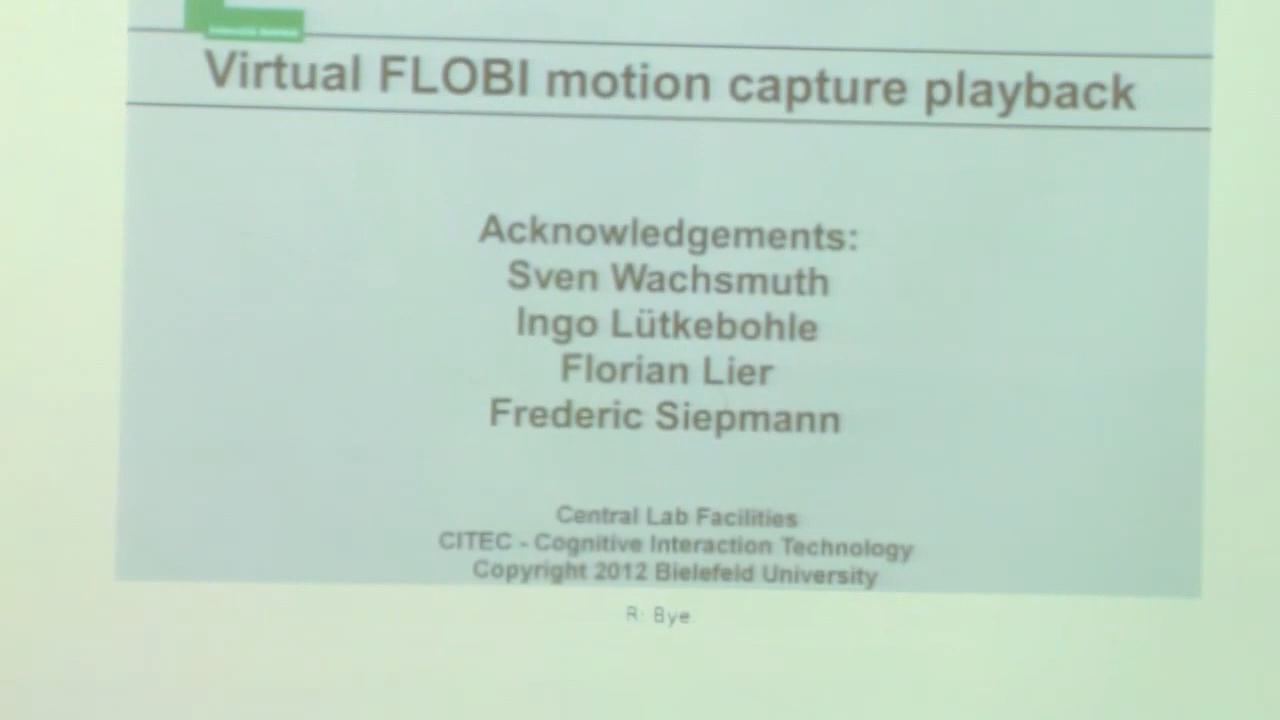 Virtual FLOBI motion capture playback
Acknowledgements:
Sven Wachsmuth
Ingo Lütkebohle
Florian Lier
Frederic Siepmann
Central Lab Facilities
CITEC - Cognitive Interaction Technology
Copyright 2012 Bielefeld University
R: Bye.